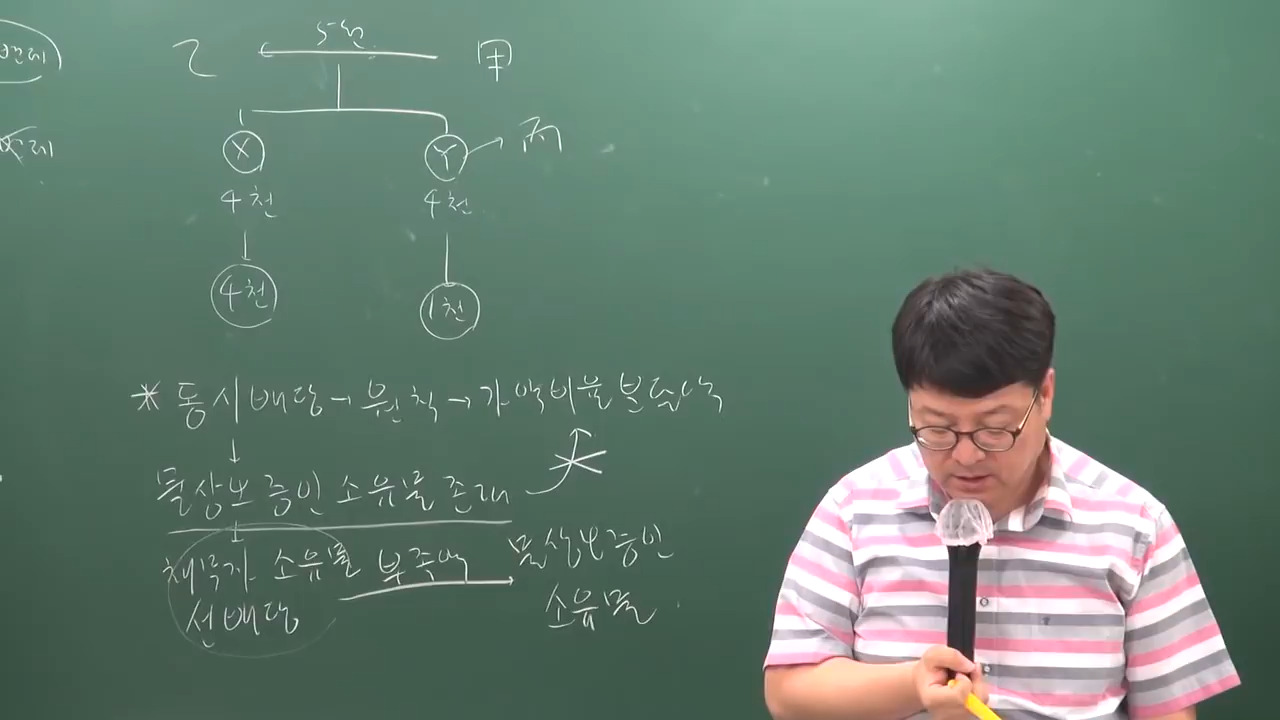 5천
乙 甲
X Y 丙
4천 4천
4천 1천
* 동시배당 → 원칙 → 가액비율 분담액
물상보증인 소유물 존재
채무자 소유물 부족액 물상보증인
선배당 소유물